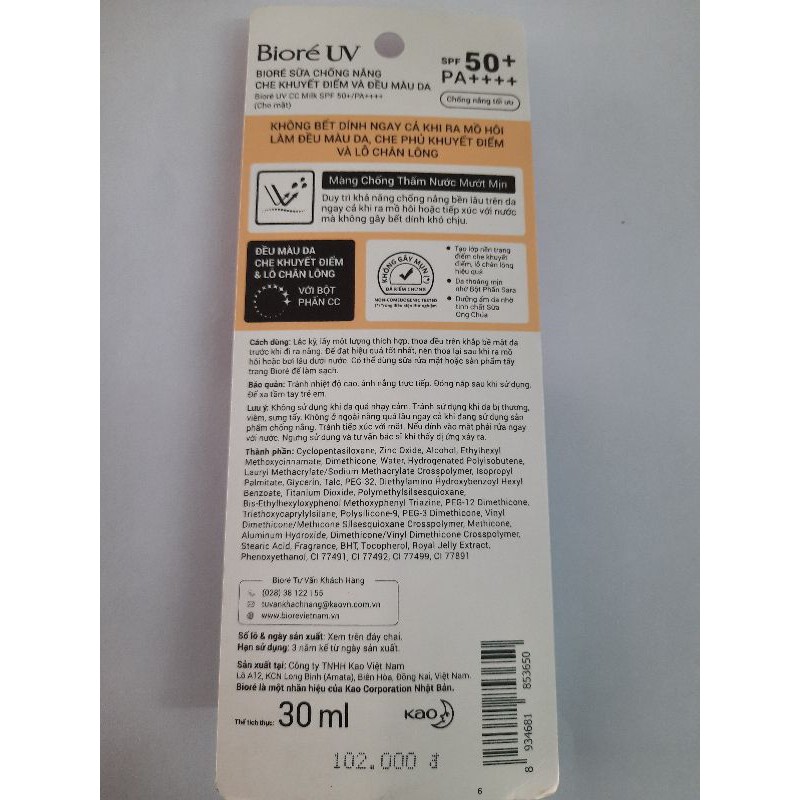 Bioré UV
BIORÉ SỮA CHỐNG NẮNG
CHE KHUYẾT ĐIỂM VÀ ĐỀU MÀU DA
Bioré UV CC Milk SPF 50+/PA++++
(Cho mặt)
SPF 50+
PA++++
Chống nắng tối ưu
KHÔNG BẾT DÍNH NGAY CẢ KHI RA MỒ HÔI
LÀM ĐỀU MÀU DA, CHE PHỦ KHUYẾT ĐIỂM
VÀ LỖ CHÂN LÔNG
Màng Chống Thấm Nước Mướt Mịn
Duy trì khả năng chống nắng bền lâu trên da
ngay cả khi ra mồ hôi hoặc tiếp xúc với nước
mà không gây bết dính khó chịu.
ĐỀU MÀU DA
CHE KHUYẾT ĐIỂM
& LỖ CHÂN LÔNG
VỚI BỘT
PHẤN CC
KHÔNG GÂY MỤN (*)
ĐÃ KIỂM CHỨNG
NON-COMEDOGENIC TESTED
(*) Trong điều kiện thử nghiệm
• Tạo lớp nền trang
điểm che khuyết
điểm, lỗ chân lông
hiệu quả
• Da thoáng mịn
nhờ Bột Phấn Sara
• Dưỡng ẩm da nhờ
tinh chất Sữa
Ong Chúa
Cách dùng: Lắc kỹ, lấy một lượng thích hợp, thoa đều trên khắp bề mặt da
trước khi đi ra nắng. Để đạt hiệu quả tốt nhất, nên thoa lại sau khi ra mồ
hôi hoặc bơi lâu dưới nước. Có thể dùng sữa rửa mặt hoặc sản phẩm tẩy
trang Bioré để làm sạch.
Bảo quản: Tránh nhiệt độ cao, ánh nắng trực tiếp. Đóng nắp sau khi sử dụng.
Để xa tầm tay trẻ em.
Lưu ý: Không sử dụng khi da quá nhạy cảm. Tránh sử dụng khi da bị thương,
viêm, sưng tấy. Không ở ngoài nắng quá lâu ngay cả khi đang sử dụng sản
phẩm chống nắng. Tránh tiếp xúc với mắt. Nếu dính vào mắt phải rửa ngay
với nước. Ngưng sử dụng và tư vấn bác sĩ khi thấy dị ứng xảy ra.
Thành phần: Cyclopentasiloxane, Zinc Oxide, Alcohol, Ethylhexyl
Methoxycinnamate, Dimethicone, Water, Hydrogenated Polyisobutene,
Lauryl Methacrylate/Sodium Methacrylate Crosspolymer, Isopropyl
Palmitate, Glycerin, Talc, PEG-32, Diethylamino Hydroxybenzoyl Hexyl
Benzoate, Titanium Dioxide, Polymethylsilsesquioxane,
Bis-Ethylhexyloxyphenol Methoxyphenyl Triazine, PEG-12 Dimethicone,
Triethoxycaprylylsilane, Polysilicone-9, PEG-3 Dimethicone, Vinyl
Dimethicone/Methicone Silsesquioxane Crosspolymer, Methicone,
Aluminum Hydroxide, Dimethicone/Vinyl Dimethicone Crosspolymer,
Stearic Acid, Fragrance, BHT, Tocopherol, Royal Jelly Extract,
Phenoxyethanol, CI 77491, CI 77492, CI 77499, CI 77891
Bioré Tư Vấn Khách Hàng
(028) 38 122 156
tuvankhachhang@kaovn.com.vn
www.biorevietnam.vn
Số lô & ngày sản xuất: Xem trên đáy chai.
Hạn sử dụng: 3 năm kể từ ngày sản xuất.
Sản xuất tại: Công ty TNHH Kao Việt Nam
Lô A12, KCN Long Bình (Amata), Biên Hòa, Đồng Nai, Việt Nam.
Bioré là một nhãn hiệu của Kao Corporation Nhật Bản.
Thể tích thực: 30 ml
Kao
8 934681 853650
102.000 đ
6